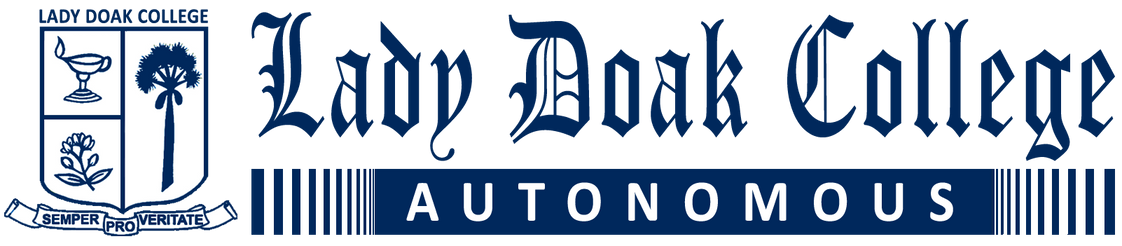 LADY DOAK COLLEGE
SEMPER PRO VERITATE
Lady Doak College
AUTONOMOUS